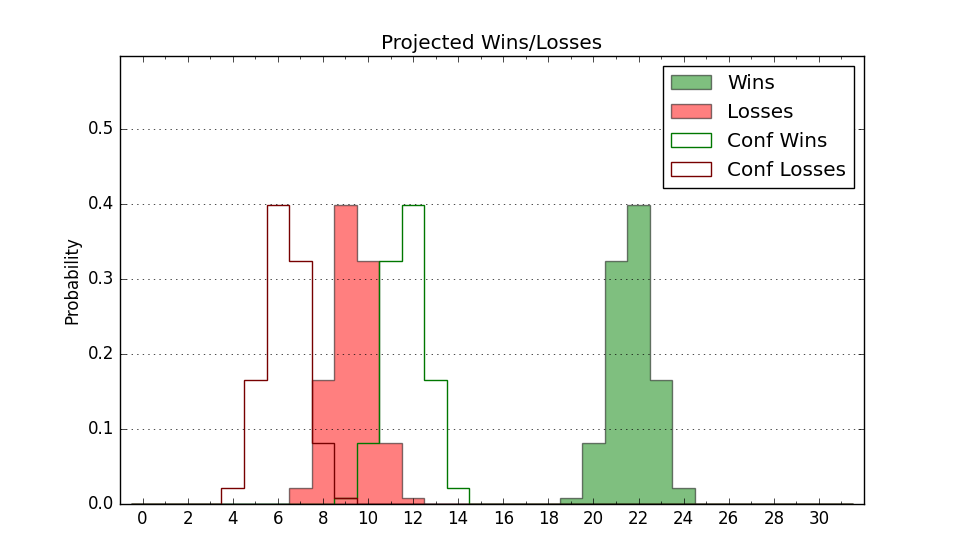 Projected Wins/Losses
Wins
Losses
Conf Wins
Conf Losses
Probability
0.5
0.4
0.3
0.2
0.1
0.0
0 2 4 6 8 10 12 14 16 18 20 22 24 26 28 30